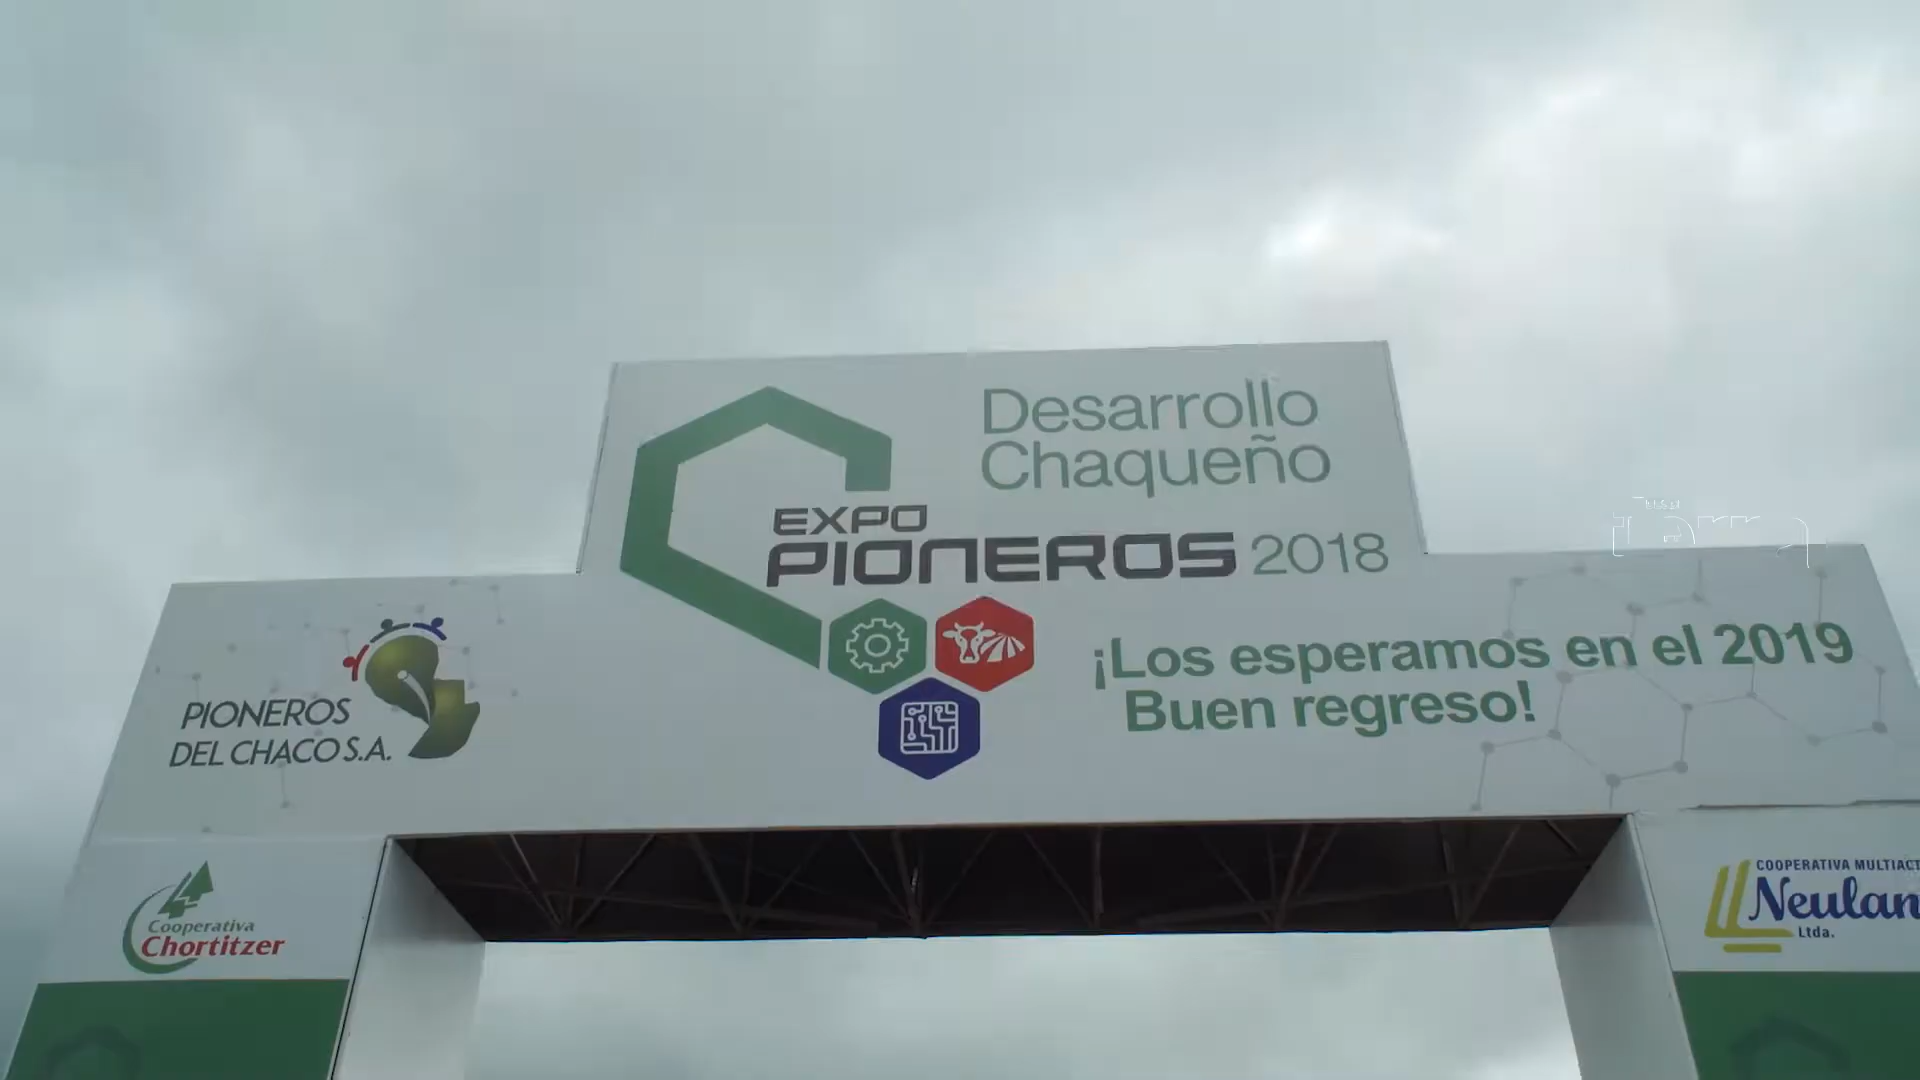 Desarrollo
Chaqueño
EXPO
PIONEROS 2018
¡Los esperamos en el 2019
Buen regreso!
PIONEROS
DEL CHACO S.A.
Cooperativa
Chortitzer
COOPERATIVA MULTIACT
Neulan
Ltda.